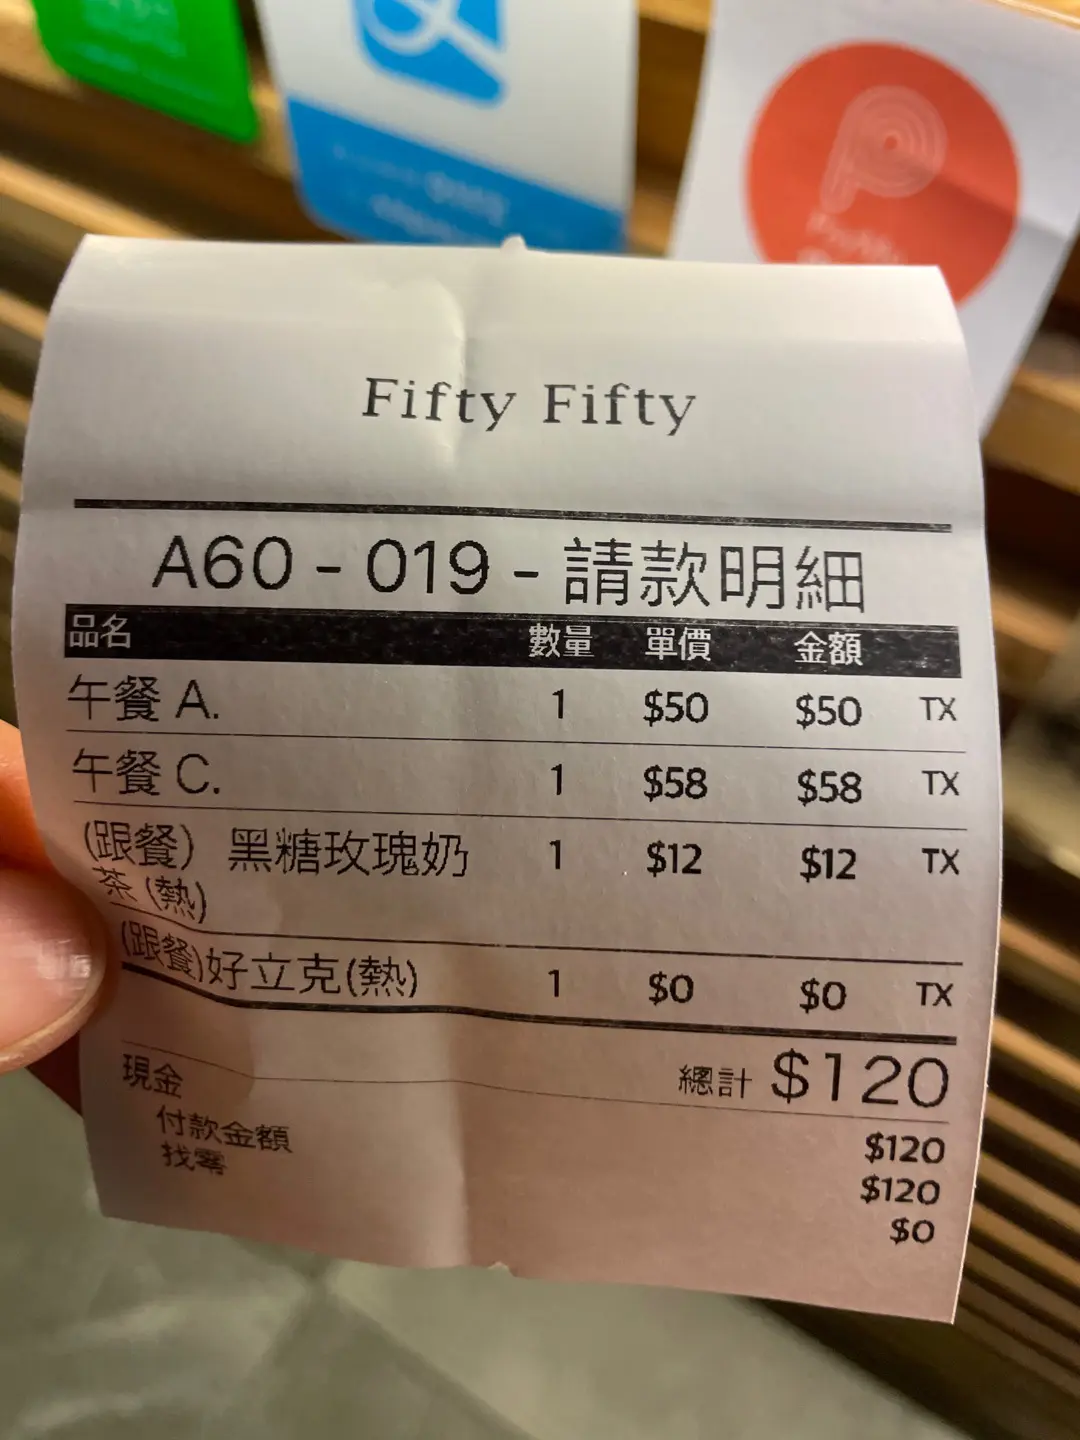 Fifty Fifty
A60 - 019 - 請款明細
品名 數量 單價 金額
午餐 A. 1 $50 $50 TX
午餐 C. 1 $58 $58 TX
(跟餐) 黑糖玫瑰奶 1 $12 $12 TX
茶 (熱)
(跟餐)好立克(熱) 1 $0 $0 TX
總計 $120
現金 $120
付款金額 $120
找零 $0